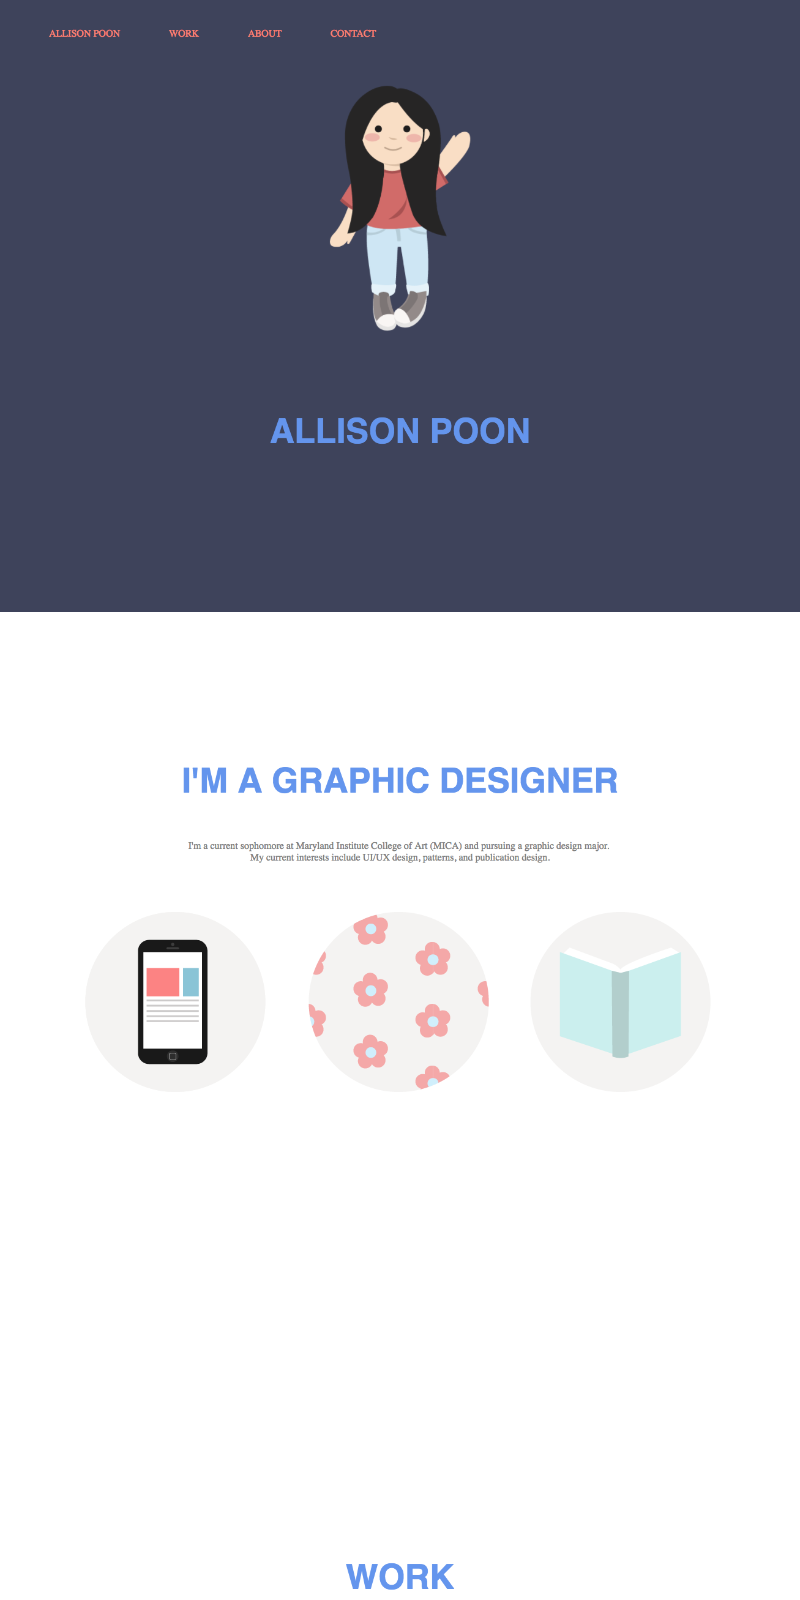 ALLISON POON WORK ABOUT CONTACT
ALLISON POON
I'M A GRAPHIC DESIGNER
I'm a current sophomore at Maryland Institute College of Art (MICA) and pursuing a graphic design major.
My current interests include UI/UX design, patterns, and publication design.
WORK